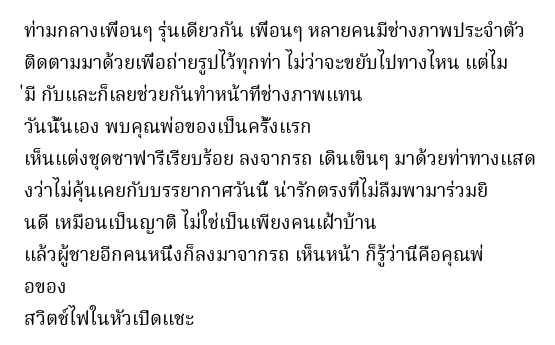 ท่ามกลางเพื่อนๆ รุ่นเดียวกัน เพื่อนๆ หลายคนมีช่างภาพประจำตัว
ติดตามมาด้วยเพื่อถ่ายรูปไว้ทุกท่า ไม่ว่าจะขยับไปทางไหน แต่ไม
่มี กับและก็เลยช่วยกันทำหน้าที่ช่างภาพแทน
วันนั้นเอง พบคุณพ่อของเป็นครั้งแรก
เห็นแต่งชุดซาฟารีเรียบร้อย ลงจากรถ เดินเขินๆ มาด้วยท่าทางแสด
งว่าไม่คุ้นเคยกับบรรยากาศวันนี้ น่ารักตรงที่ไม่ลืมพามาร่วมยิ
นดี เหมือนเป็นญาติ ไม่ใช่เป็นเพียงคนเฝ้าบ้าน
แล้วผู้ชายอีกคนหนึ่งก็ลงมาจากรถ เห็นหน้า ก็รู้ว่านี่คือคุณพ่
อของ
สวิตช์ไฟในหัวเปิดแชะ